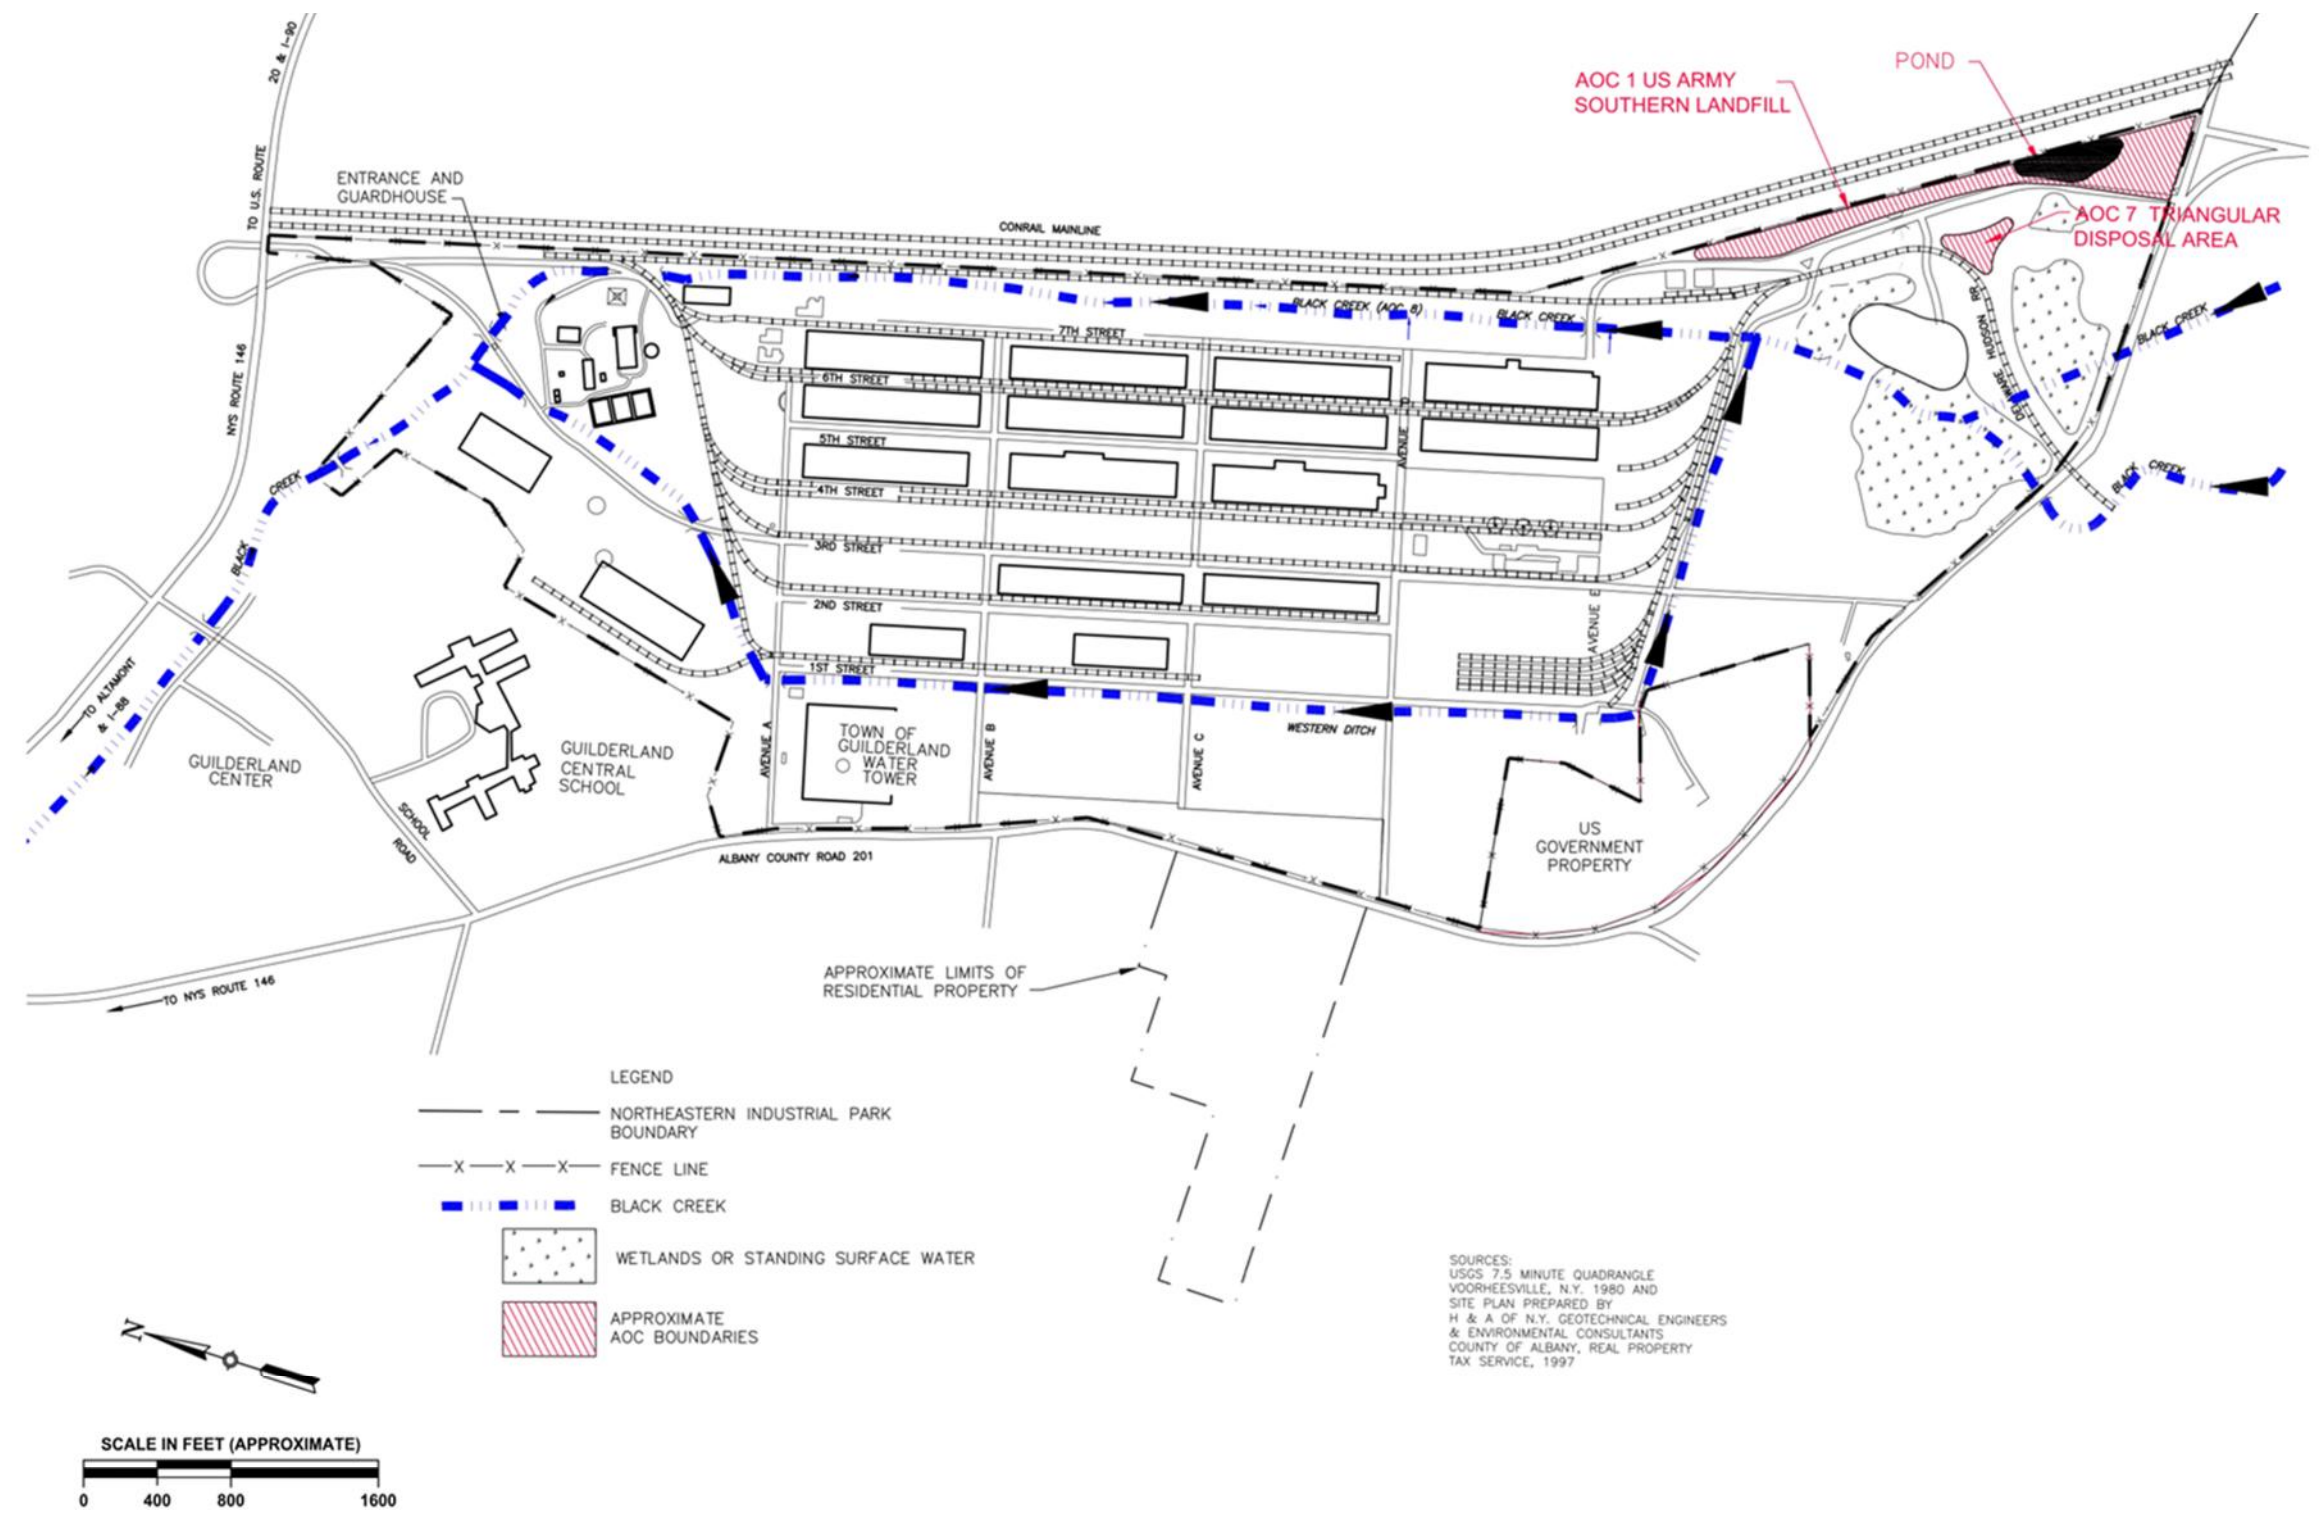 20 & I-90
TO U.S. ROUTE
POND
AOC 1 US ARMY
SOUTHERN LANDFILL
ENTRANCE AND
GUARDHOUSE
CONRAIL MAINLINE
AOC 7 TRIANGULAR
DISPOSAL AREA
BLACK CREEK (AOC 8)
BLACK CREEK
BLACK CREEK
RR
HUDSON
DELAWARE
7TH STREET
6TH STREET
5TH STREET
4TH STREET
3RD STREET
2ND STREET
1ST STREET
AVENUE D
AVENUE E
NYS ROUTE 146
BLACK CREEK
BLACK CREEK
TO ALTAMONT
& I-88
GUILDERLAND
CENTER
GUILDERLAND
CENTRAL
SCHOOL
SCHOOL
ROAD
AVENUE A
TOWN OF
GUILDERLAND
WATER
TOWER
AVENUE B
AVENUE C
WESTERN DITCH
US
GOVERNMENT
PROPERTY
ALBANY COUNTY ROAD 201
TO NYS ROUTE 146
APPROXIMATE LIMITS OF
RESIDENTIAL PROPERTY
LEGEND
NORTHEASTERN INDUSTRIAL PARK
BOUNDARY
X X X FENCE LINE
BLACK CREEK
WETLANDS OR STANDING SURFACE WATER
APPROXIMATE
AOC BOUNDARIES
SOURCES:
USGS 7.5 MINUTE QUADRANGLE
VOORHEESVILLE, N.Y. 1980 AND
SITE PLAN PREPARED BY
H & A OF N.Y. GEOTECHNICAL ENGINEERS
& ENVIRONMENTAL CONSULTANTS
COUNTY OF ALBANY, REAL PROPERTY
TAX SERVICE, 1997
N
SCALE IN FEET (APPROXIMATE)
0 400 800 1600